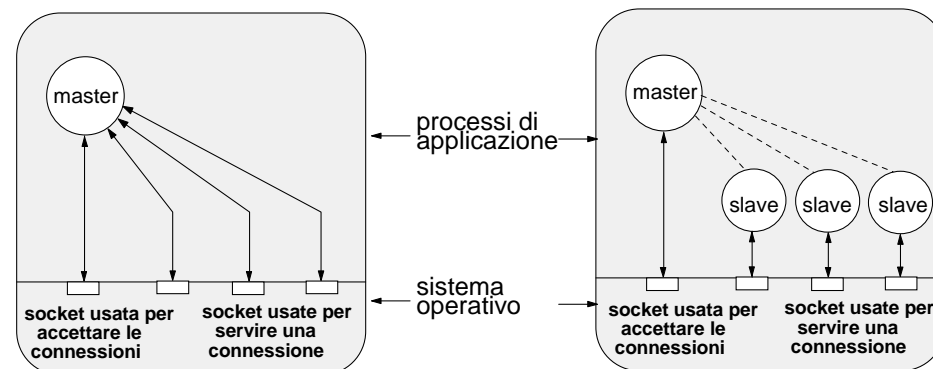 master
processi di
applicazione
sistema
operativo
socket usata per
accettare le
connessioni
socket usate per
servire una
connessione
master
slave
slave
slave
socket usata per
accettare le
connessioni
socket usate per
servire una
connessione